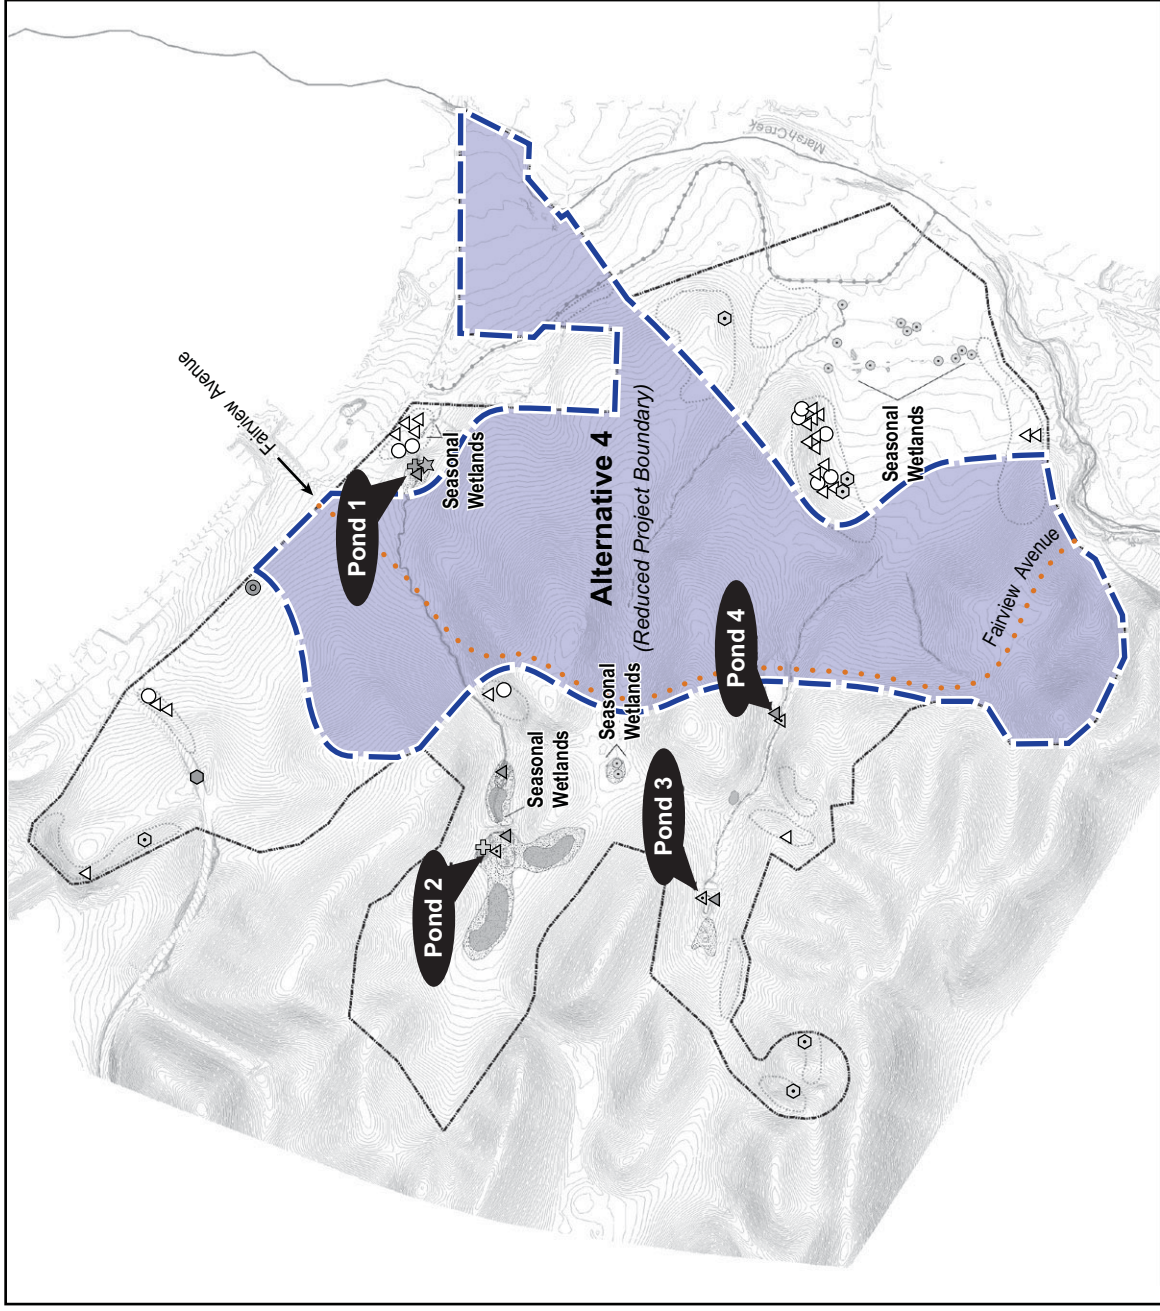 Fairview Avenue
Marsh Creek
Pond 1
Seasonal
Wetlands
Alternative 4
(Reduced Project Boundary)
Seasonal
Wetlands
Pond 4
Seasonal
Wetlands
Fairview Avenue
Seasonal
Wetlands
Pond 2
Pond 3